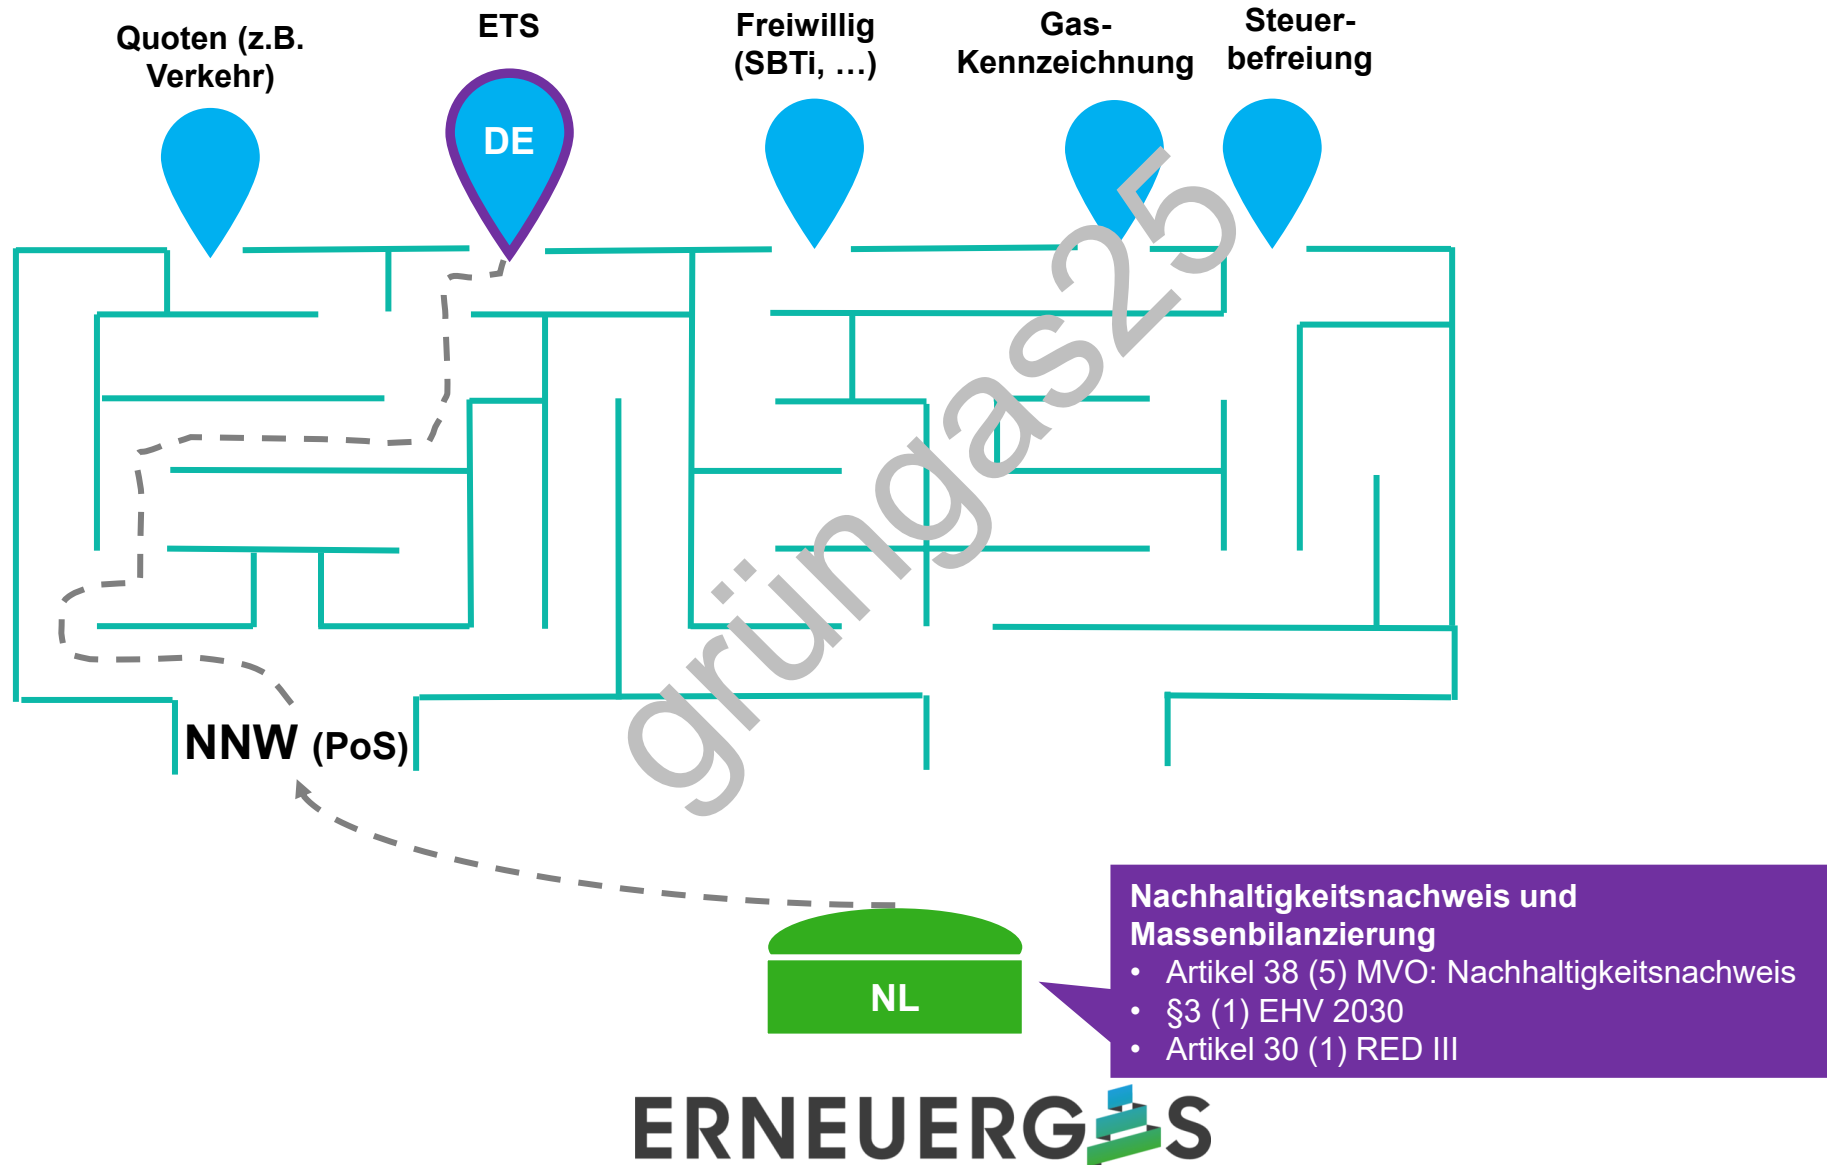 Quoten (z.B.
Verkehr)
ETS
Freiwillig
(SBTi, …)
Gas-
Kennzeichnung
Steuer-
befreiung
DE
grüngas25
NNW (PoS)
NL
Nachhaltigkeitsnachweis und
Massenbilanzierung
• Artikel 38 (5) MVO: Nachhaltigkeitsnachweis
• §3 (1) EHV 2030
• Artikel 30 (1) RED III
ERNEUERGAS